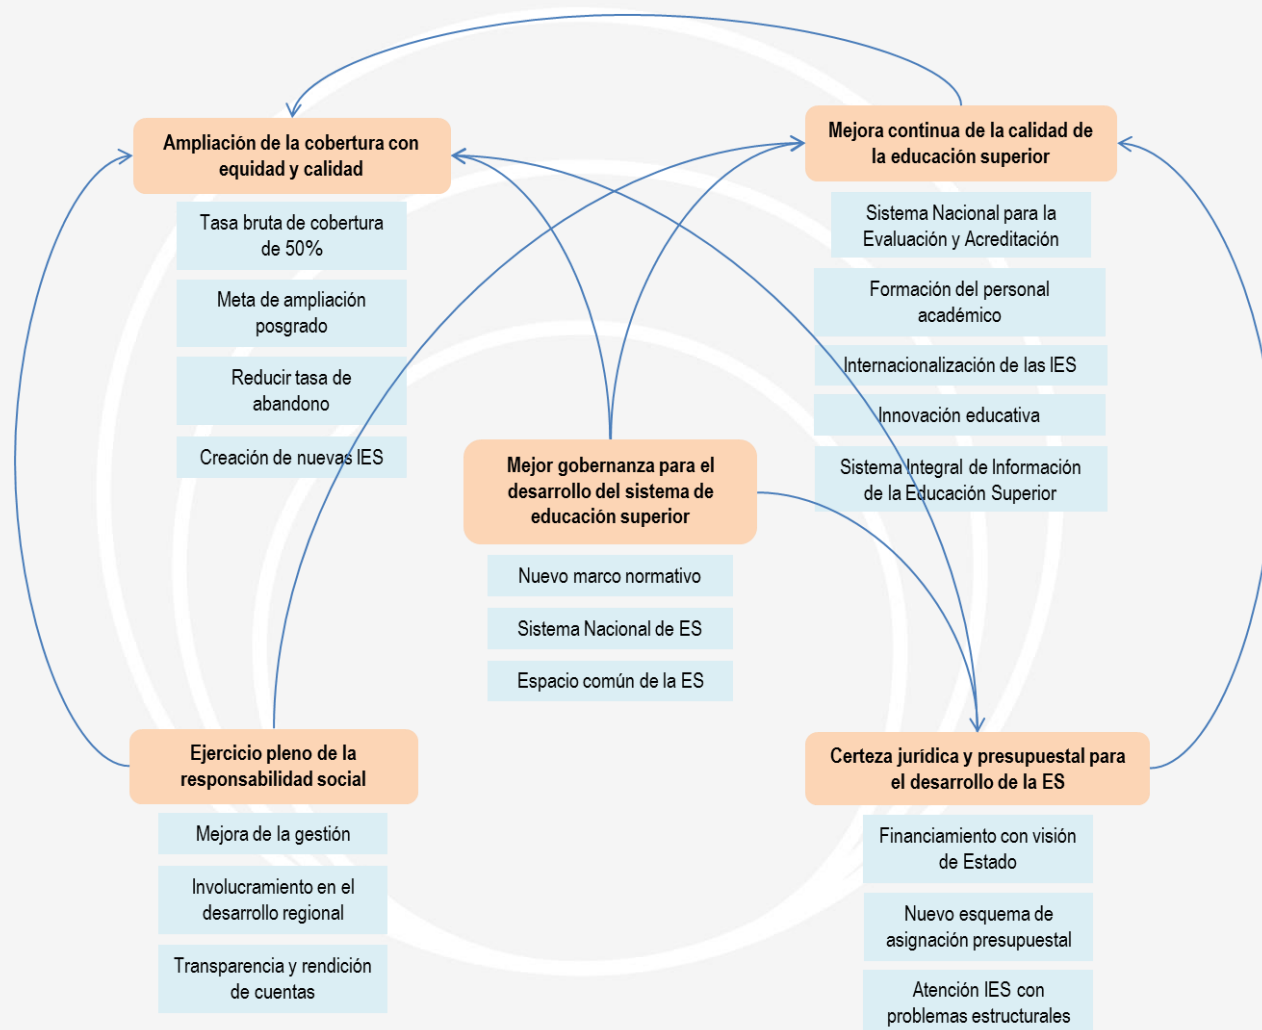 Ampliación de la cobertura con
equidad y calidad
Tasa bruta de cobertura
de 50%
Meta de ampliación
posgrado
Reducir tasa de
abandono
Creación de nuevas IES
Mejora continua de la calidad de
la educación superior
Sistema Nacional para la
Evaluación y Acreditación
Formación del personal
académico
Internacionalización de las IES
Innovación educativa
Sistema Integral de Información
de la Educación Superior
Mejor gobernanza para el
desarrollo del sistema de
educación superior
Nuevo marco normativo
Sistema Nacional de ES
Espacio común de la ES
Ejercicio pleno de la
responsabilidad social
Mejora de la gestión
Involucramiento en el
desarrollo regional
Transparencia y rendición
de cuentas
Certeza jurídica y presupuestal para
el desarrollo de la ES
Financiamiento con visión
de Estado
Nuevo esquema de
asignación presupuestal
Atención IES con
problemas estructurales